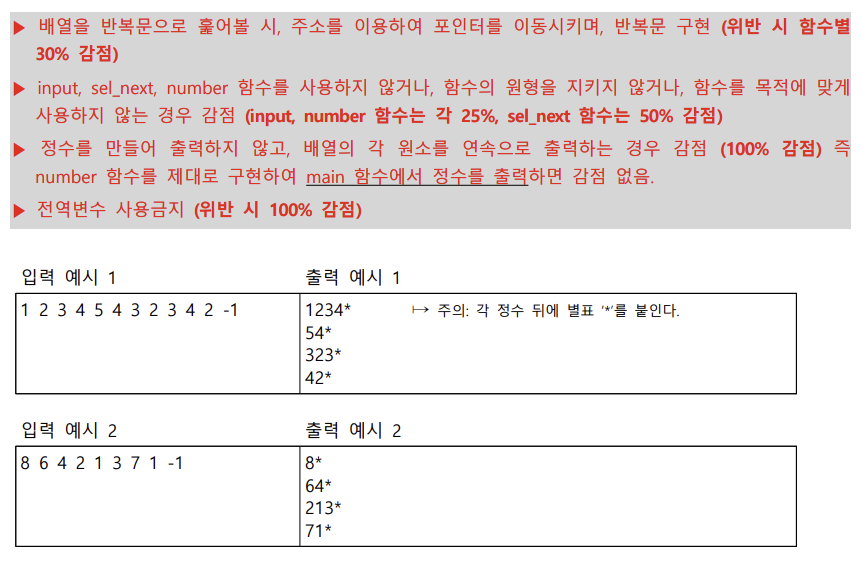 ▶ 배열을 반복문으로 훑어볼 시, 주소를 이용하여 포인터를 이동시키며, 반복문 구현 (위반 시 함수별
30% 감점)
▶ input, sel_next, number 함수를 사용하지 않거나, 함수의 원형을 지키지 않거나, 함수를 목적에 맞게
사용하지 않는 경우 감점 (input, number 함수는 각 25%, sel_next 함수는 50% 감점)
▶ 정수를 만들어 출력하지 않고, 배열의 각 원소를 연속으로 출력하는 경우 감점 (100% 감점) 즉
number 함수를 제대로 구현하여 main 함수에서 정수를 출력하면 감점 없음.
▶ 전역변수 사용금지 (위반 시 100% 감점)
입력 예시 1 출력 예시 1
1 2 3 4 5 4 3 2 3 4 2 -1 1234* ↦ 주의: 각 정수 뒤에 별표 '*'를 붙인다.
54*
323*
42*
입력 예시 2 출력 예시 2
8 6 4 2 1 3 7 1 -1 8*
64*
213*
71*